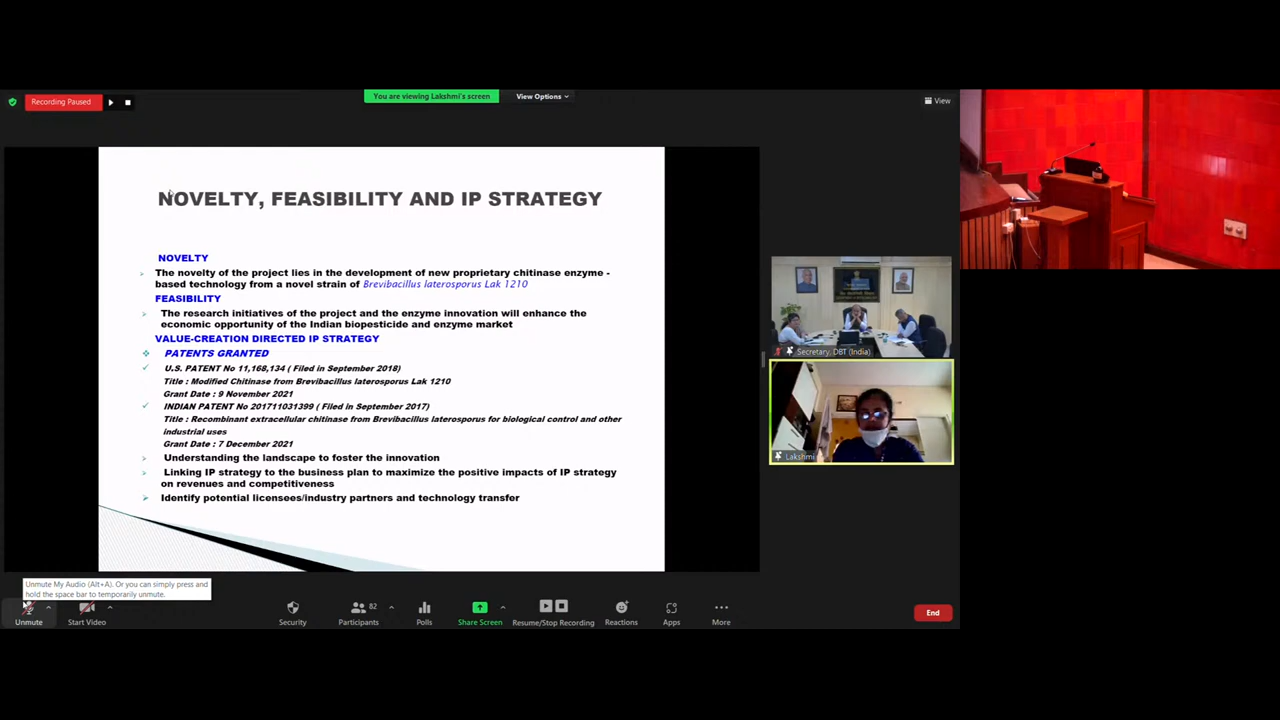 Recording Paused
You are viewing Lakshmi's screen
View Options
View
NOVELTY, FEASIBILITY AND IP STRATEGY
NOVELTY
The novelty of the project lies in the development of new proprietary chitinase enzyme -
based technology from a novel strain of Brevibacillus laterosporus Lak 1210
FEASIBILITY
The research initiatives of the project and the enzyme innovation will enhance the
economic opportunity of the Indian biopesticide and enzyme market
VALUE-CREATION DIRECTED IP STRATEGY
PATENTS GRANTED
U.S. PATENT No 11,168,134 ( Filed in September 2018)
Title : Modified Chitinase from Brevibacillus laterosporus Lak 1210
Grant Date : 9 November 2021
INDIAN PATENT No 201711031399 ( Filed in September 2017)
Title : Recombinant extracellular chitinase from Brevibacillus laterosporus for biological control and other
industrial uses
Grant Date : 7 December 2021
Understanding the landscape to foster the innovation
Linking IP strategy to the business plan to maximize the positive impacts of IP strategy
on revenues and competitiveness
Identify potential licensees/industry partners and technology transfer
Secretary, DBT (India)
Lakshmi
Unmute My Audio (Alt+A). Or you can simply press and
hold the space bar to temporarily unmute.
Unmute
Start Video
Security
Participants
82
Polls
Share Screen
Resume/Stop Recording
Reactions
Apps
More
End